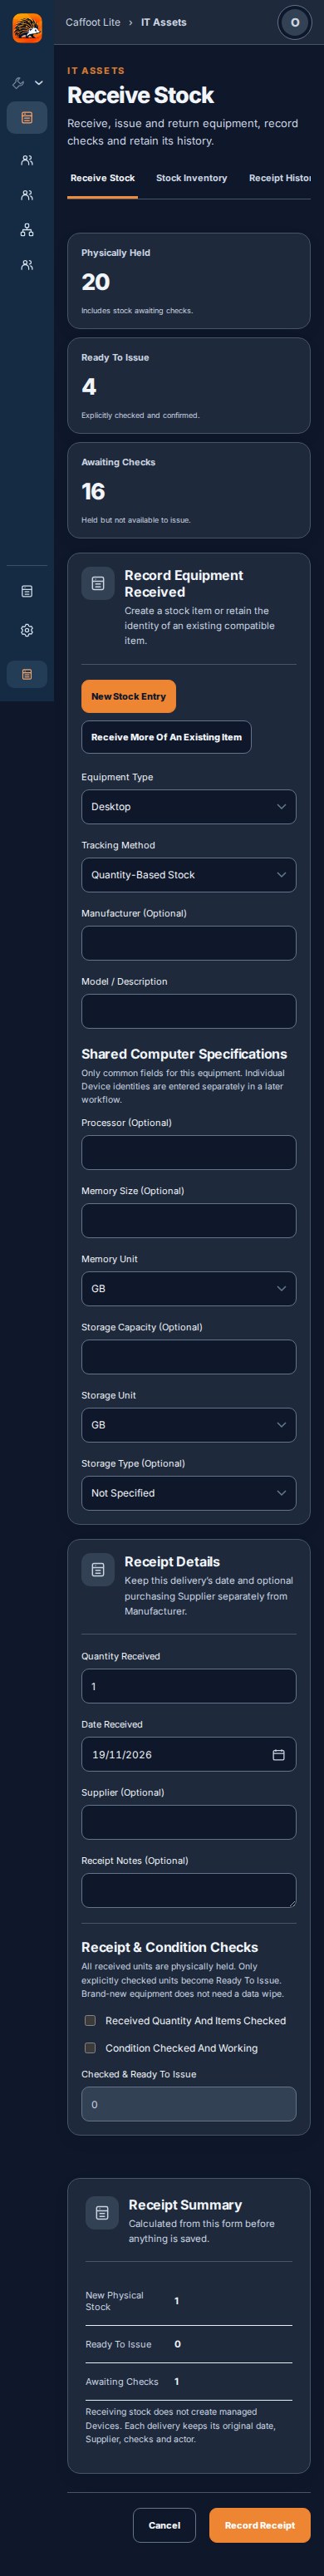 Caffoot Lite › IT Assets
O
IT ASSETS
Receive Stock
Receive, issue and return equipment, record
checks and retain its history.
Receive Stock
Stock Inventory
Receipt Histor
Physically Held
20
Includes stock awaiting checks.
Ready To Issue
4
Explicitly checked and confirmed.
Awaiting Checks
16
Held but not available to issue.
Record Equipment
Received
Create a stock item or retain the
identity of an existing compatible
item.
New Stock Entry
Receive More Of An Existing Item
Equipment Type
Desktop
Tracking Method
Quantity-Based Stock
Manufacturer (Optional)
Model / Description
Shared Computer Specifications
Only common fields for this equipment. Individual
Device identities are entered separately in a later
workflow.
Processor (Optional)
Memory Size (Optional)
Memory Unit
GB
Storage Capacity (Optional)
Storage Unit
GB
Storage Type (Optional)
Not Specified
Receipt Details
Keep this delivery's date and optional
purchasing Supplier separately from
Manufacturer.
Quantity Received
1
Date Received
19/11/2026
Supplier (Optional)
Receipt Notes (Optional)
Receipt & Condition Checks
All received units are physically held. Only
explicitly checked units become Ready To Issue.
Brand-new equipment does not need a data wipe.
Received Quantity And Items Checked
Condition Checked And Working
Checked & Ready To Issue
0
Receipt Summary
Calculated from this form before
anything is saved.
New Physical
Stock
1
Ready To Issue
0
Awaiting Checks
1
Receiving stock does not create managed
Devices. Each delivery keeps its original date,
Supplier, checks and actor.
Cancel
Record Receipt